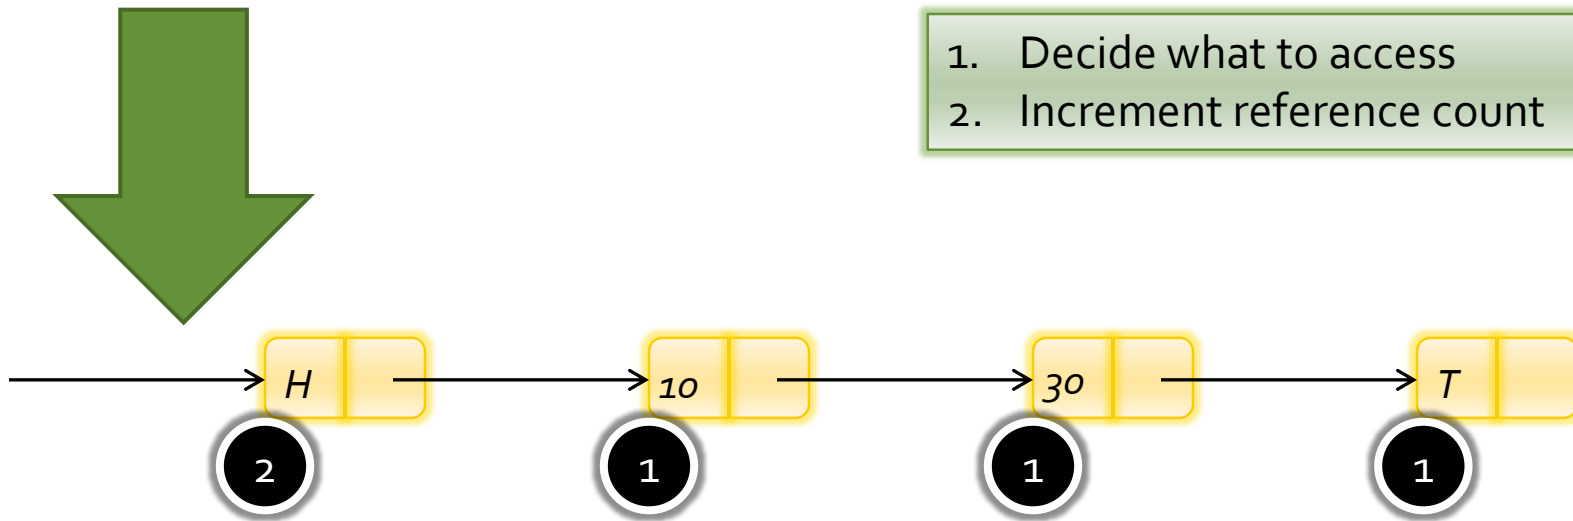 1. Decide what to access
2. Increment reference count
H 10 30 T
2 1 1 1